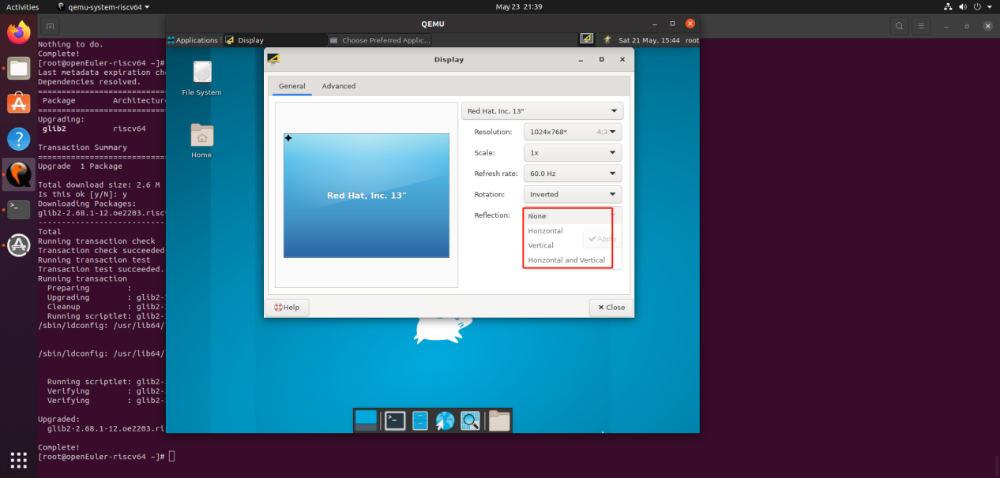 Activities
qemu-system-riscv64
May 23 21:39
QEMU
Applications
Display
Choose Preferred Applic...
Sat 21 May, 15:44 root
Nothing to do.
Complete!
[root@openEuler-riscv64 ~]#
Last metadata expiration che
Dependencies resolved.
Package Architecture
Upgrading:
glib2 riscv64
Transaction Summary
Upgrade 1 Package
Total download size: 2.6 M
Is this ok [y/N]: y
Downloading Packages:
glib2-2.68.1-12.oe2203.riscv
Total
Running transaction check
Transaction check succeeded
Running transaction test
Transaction test succeeded.
Running transaction
Preparing :
Upgrading : glib2-
Cleanup : glib2-
Running scriptlet: glib2-
/sbin/ldconfig: /usr/lib64/
/sbin/ldconfig: /usr/lib64/
Running scriptlet: glib2-
Verifying : glib2-
Verifying : glib2-
Upgraded:
glib2-2.68.1-12.oe2203.ri
Complete!
[root@openEuler-riscv64 ~]#
File System
Home
Display
General
Advanced
Red Hat, Inc. 13"
Red Hat, Inc. 13"
Resolution: 1024x768* 4:3
Scale: 1x
Refresh rate: 60.0 Hz
Rotation: Inverted
Reflection: None
Horizontal
Vertical
Horizontal and Vertical
Apply
Help
Close